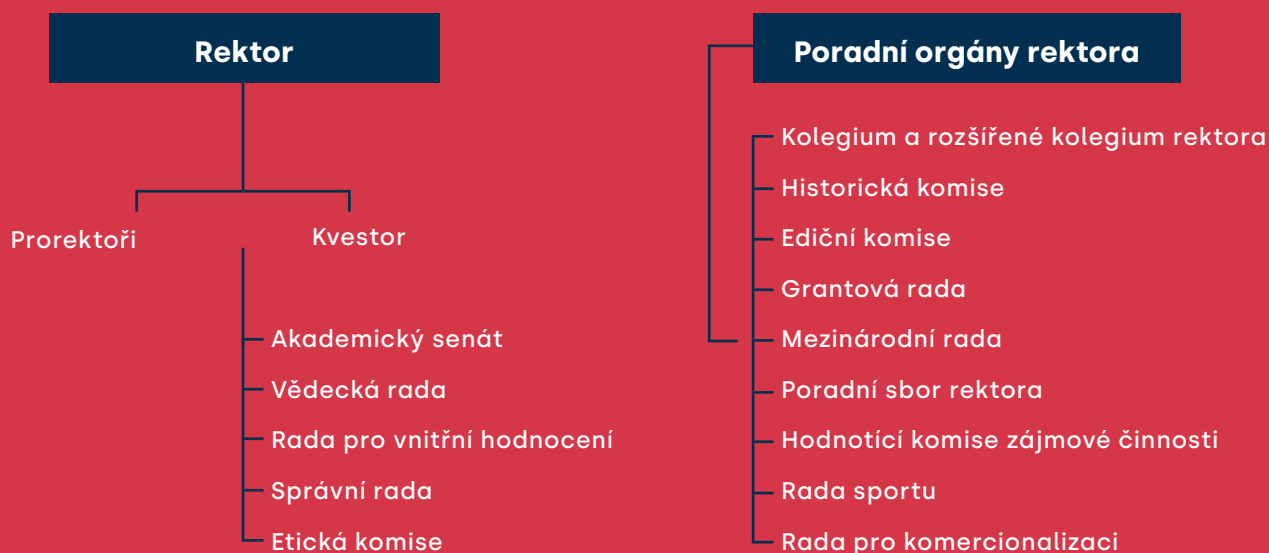 Rektor
Prorektoři
Kvestor
Akademický senát
Vědecká rada
Rada pro vnitřní hodnocení
Správní rada
Etická komise
Poradní orgány rektora
Kolegium a rozšířené kolegium rektora
Historická komise
Ediční komise
Grantová rada
Mezinárodní rada
Poradní sbor rektora
Hodnotící komise zájmové činnosti
Rada sportu
Rada pro komercionalizaci